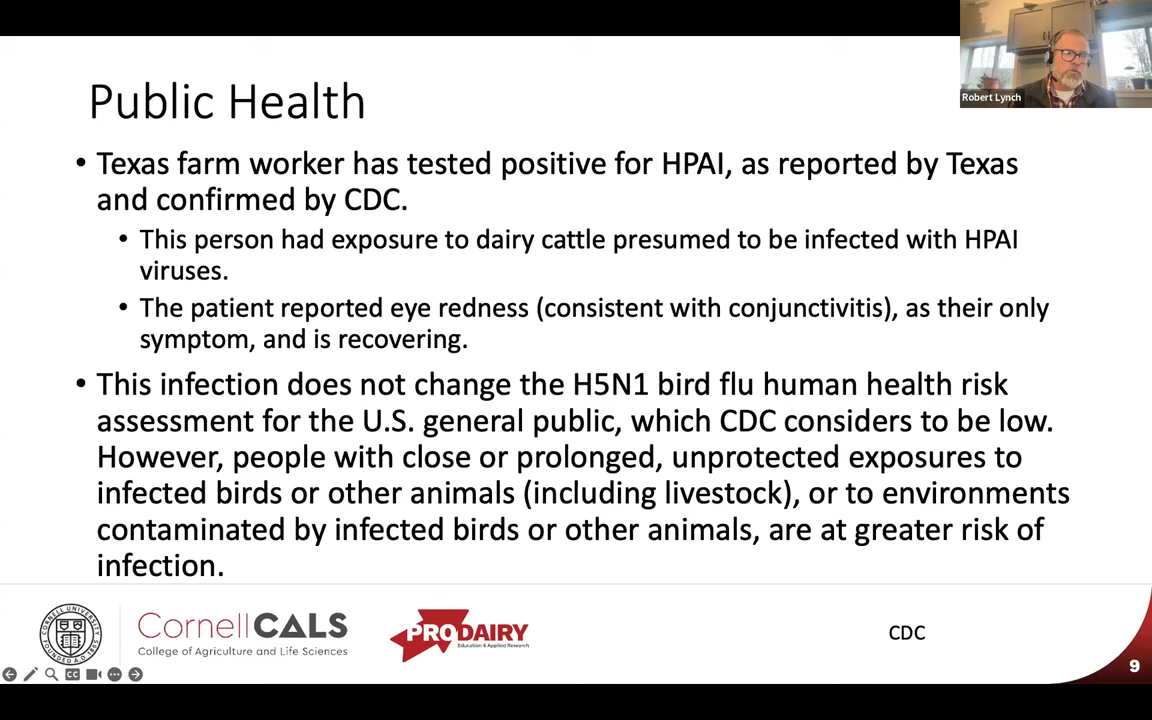 Robert Lynch
Public Health
• Texas farm worker has tested positive for HPAI, as reported by Texas
and confirmed by CDC.
• This person had exposure to dairy cattle presumed to be infected with HPAI
viruses.
• The patient reported eye redness (consistent with conjunctivitis), as their only
symptom, and is recovering.
• This infection does not change the H5N1 bird flu human health risk
assessment for the U.S. general public, which CDC considers to be low.
However, people with close or prolonged, unprotected exposures to
infected birds or other animals (including livestock), or to environments
contaminated by infected birds or other animals, are at greater risk of
infection.
CornellCALS
College of Agriculture and Life Sciences
PRODAIRY
Education & Applied Research
CDC
9
CC